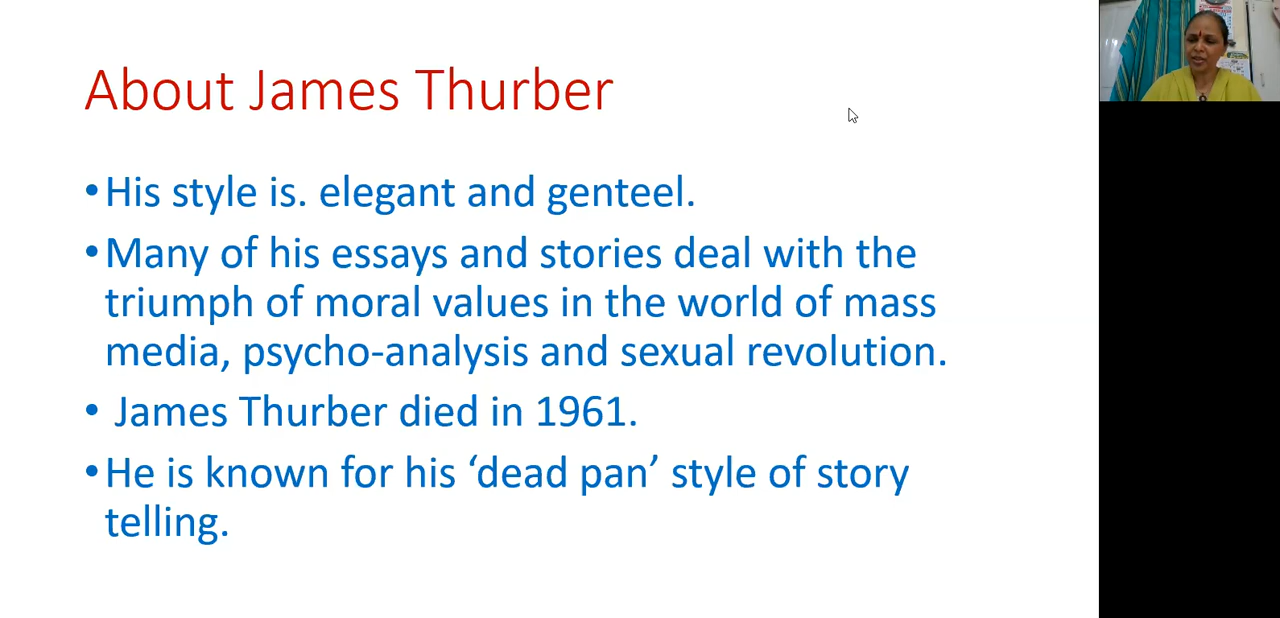 About James Thurber
•His style is. elegant and genteel.
•Many of his essays and stories deal with the
triumph of moral values in the world of mass
media, psycho-analysis and sexual revolution.
• James Thurber died in 1961.
•He is known for his ‘dead pan’ style of story
telling.